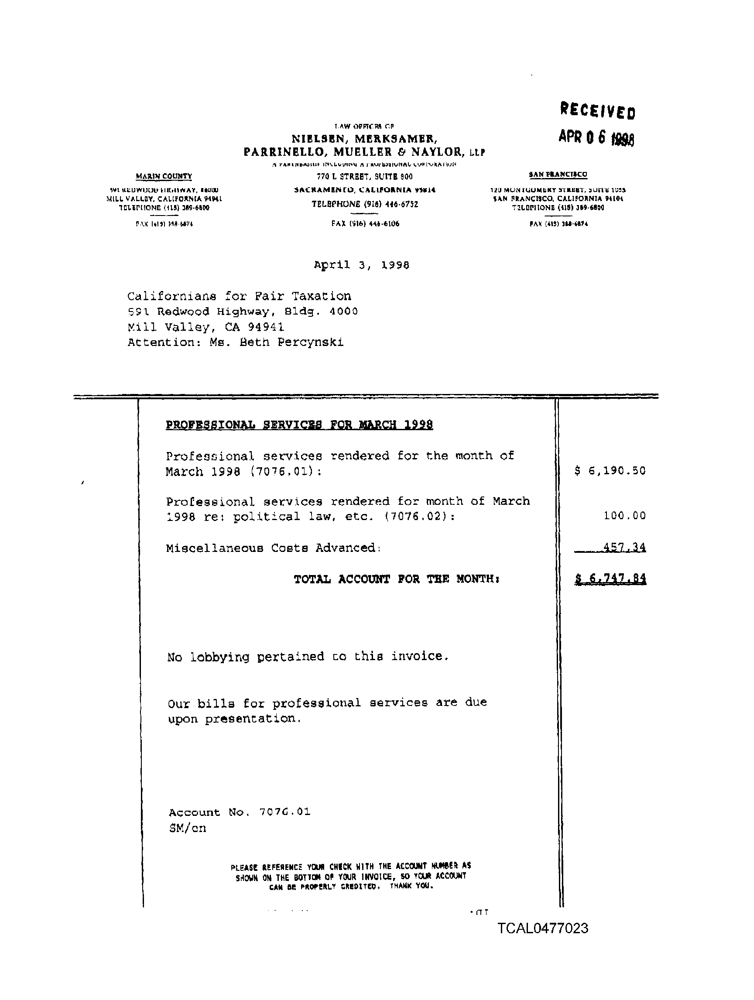 RECEIVED
APR 06 1998
LAW OFFICES OF
NIELSEN, MERKSAMER,
PARRINELLO, MUELLER & NAYLOR, LLP
A PARTNERSHIP INCLUDING A PROFESSIONAL CORPORATION
MARIN COUNTY
591 REDWOOD HIGHWAY, #4000
MILL VALLEY, CALIFORNIA 94941
TELEPHONE (415) 389-6800
FAX (415) 388-6874
770 L STREET, SUITE 800
SACRAMENTO, CALIFORNIA 95814
TELEPHONE (916) 446-6752
FAX (916) 446-6106
SAN FRANCISCO
MONTGOMERY STREET, SUITE
SAN FRANCISCO, CALIFORNIA 94104
TELEPHONE (415) 389-6800
FAX (415) 388-6874
April 3, 1998
Californians for Fair Taxation
591 Redwood Highway, Bldg. 4000
Mill Valley, CA 94941
Attention: Ms. Beth Percynski
PROFESSIONAL SERVICES FOR MARCH 1998
Professional services rendered for the month of
March 1998 (7076.01): $ 6,190.50
Professional services rendered for month of March
1998 re: political law, etc. (7076.02): 100.00
Miscellaneous Costs Advanced: 457.34
TOTAL ACCOUNT FOR THE MONTH: $ 6,747.84
No lobbying pertained to this invoice.
Our bills for professional services are due
upon presentation.
Account No. 7076.01
SM/cn
PLEASE REFERENCE YOUR CHECK WITH THE ACCOUNT NUMBER AS
SHOWN ON THE BOTTOM OF YOUR INVOICE, SO YOUR ACCOUNT
CAN BE PROPERLY CREDITED. THANK YOU.
TCAL0477023